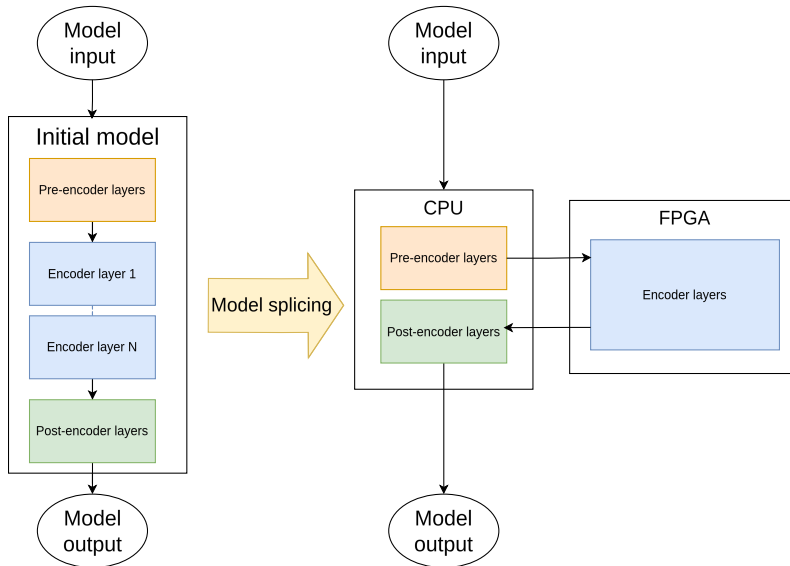 Model
input
Initial model
Pre-encoder layers
Encoder layer 1
Encoder layer N
Post-encoder layers
Model
output
Model splicing
Model
input
CPU
Pre-encoder layers
Post-encoder layers
FPGA
Encoder layers
Model
output